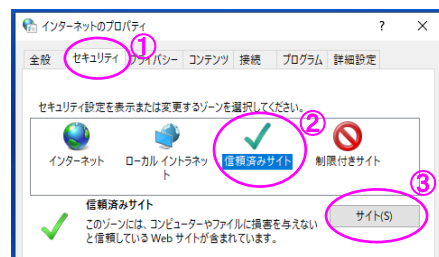 インターネットのプロパティ ? ×
①
全般 セキュリティ プライバシー コンテンツ 接続 プログラム 詳細設定
セキュリティ設定を表示または変更するゾーンを選択してください。
②
インターネット ローカル イントラネッ 信頼済みサイト 制限付きサイト
ト
③
信頼済みサイト
サイト(S)
このゾーンには、コンピューターやファイルに損害を与えない
と信頼している Web サイトが含まれています。